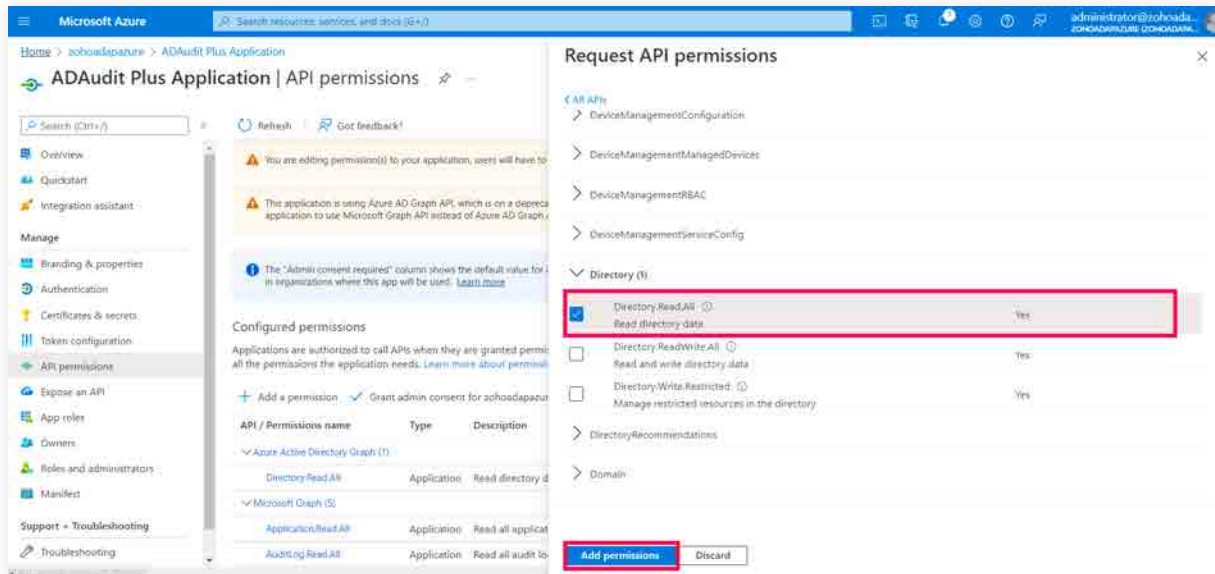 Microsoft Azure
Search resources, services, and docs (G+/)
administrator@zohoada...
ZOHOADAPAZURE (ZOHOADAPA...
Home > zohoadapazure > ADAudit Plus Application
ADAudit Plus Application | API permissions
Search (Ctrl+/)
Overview
Quickstart
Integration assistant
Manage
Branding & properties
Authentication
Certificates & secrets
Token configuration
API permissions
Expose an API
App roles
Owners
Roles and administrators
Manifest
Support + Troubleshooting
Troubleshooting
Refresh
Got feedback?
You are editing permission(s) to your application, users will have to
This application is using Azure AD Graph API, which is on a depreca
application to use Microsoft Graph API instead of Azure AD Graph
The "Admin consent required" column shows the default value for
in organizations where this app will be used. Learn more
Configured permissions
Applications are authorized to call APIs when they are granted permis
all the permissions the application needs. Learn more about permissi
Add a permission
Grant admin consent for zohoadapazur
API / Permissions name Type Description
Azure Active Directory Graph (1)
Directory.Read.All Application Read directory d
Microsoft Graph (5)
Application.Read.All Application Read all applicat
AuditLog.Read.All Application Read all audit lo
Request API permissions
All APIs
DeviceManagementConfiguration
DeviceManagementManagedDevices
DeviceManagementRBAC
DeviceManagementServiceConfig
Directory (1)
Directory.Read.All Yes
Read directory data
Directory.ReadWrite.All Yes
Read and write directory data
Directory.Write.Restricted Yes
Manage restricted resources in the directory
DirectoryRecommendations
Domain
Add permissions
Discard